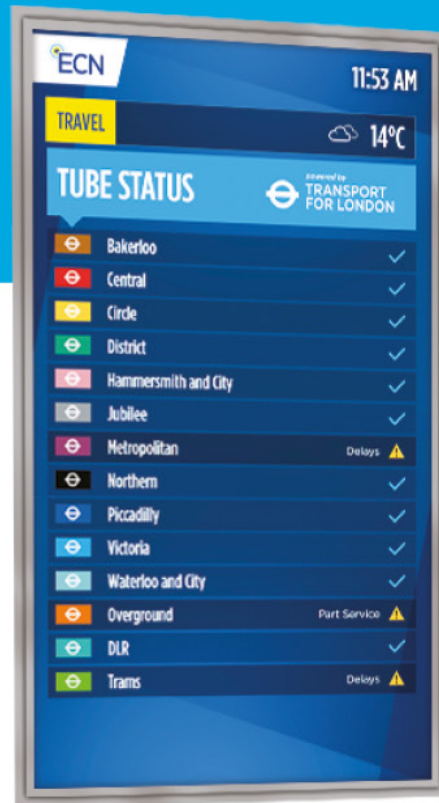 ECN
11:53 AM
TRAVEL
14°C
TUBE STATUS
powered by
TRANSPORT
FOR LONDON
Bakerloo
Central
Circle
District
Hammersmith and City
Jubilee
Metropolitan Delays
Northern
Piccadilly
Victoria
Waterloo and City
Overground Part Service
DLR
Trams Delays